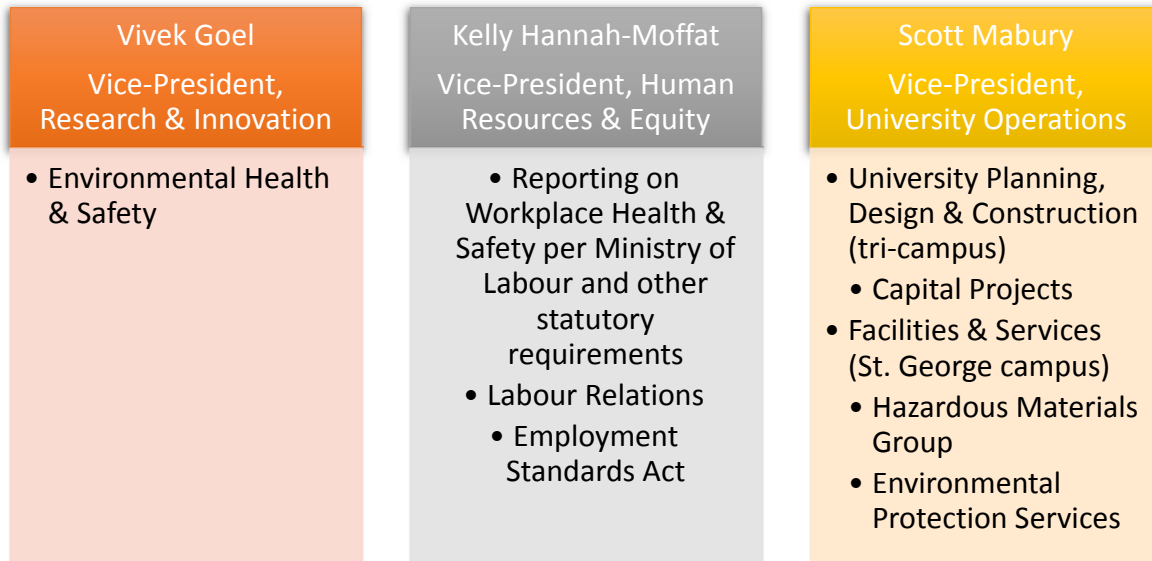 Vivek Goel
Vice-President,
Research & Innovation
• Environmental Health
& Safety
Kelly Hannah-Moffat
Vice-President, Human
Resources & Equity
• Reporting on
Workplace Health &
Safety per Ministry of
Labour and other
statutory
requirements
• Labour Relations
• Employment
Standards Act
Scott Mabury
Vice-President,
University Operations
• University Planning,
Design & Construction
(tri-campus)
• Capital Projects
• Facilities & Services
(St. George campus)
• Hazardous Materials
Group
• Environmental
Protection Services